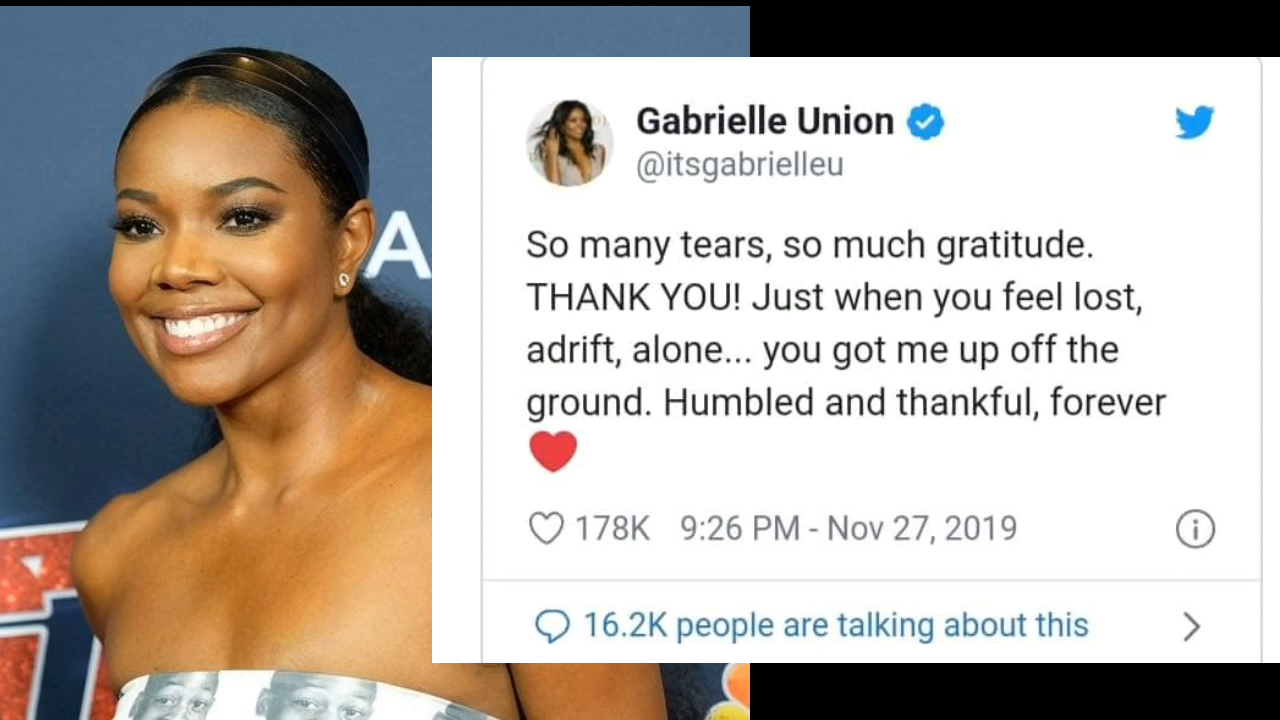 A
Gabrielle Union
@itsgabrielleu
So many tears, so much gratitude.
THANK YOU! Just when you feel lost,
adrift, alone... you got me up off the
ground. Humbled and thankful, forever
❤️
178K 9:26 PM - Nov 27, 2019
16.2K people are talking about this